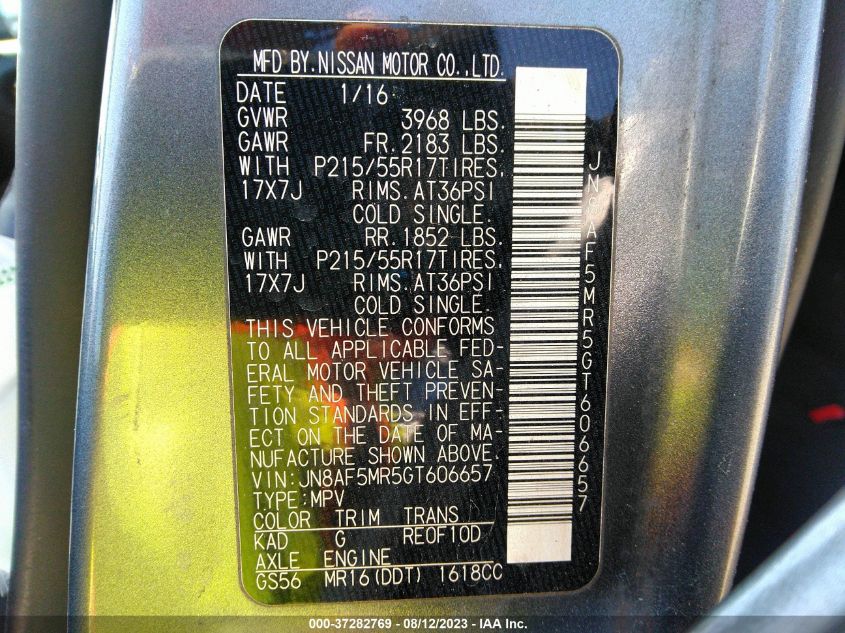 MFD BY.NISSAN MOTOR CO.,LTD.
DATE 1/16
GVWR 3968 LBS.
GAWR FR.2183 LBS.
WITH P215/55R17TIRES,
17X7J RIMS.AT36PSI
COLD SINGLE.
GAWR RR.1852 LBS.
WITH P215/55R17TIRES,
17X7J RIMS.AT36PSI
COLD SINGLE.
THIS VEHICLE CONFORMS
TO ALL APPLICABLE FED-
ERAL MOTOR VEHICLE SA-
FETY AND THEFT PREVEN-
TION STANDARDS IN EFF-
ECT ON THE DATE OF MA-
NUFACTURE SHOWN ABOVE.
VIN:JN8AF5MR5GT606657
TYPE:MPV
COLOR TRIM TRANS
KAD G RE0F10D
AXLE ENGINE
GS56 MR16(DDT) 1618CC
JN8AF5MR5GT606657
000-37282769 - 08/12/2023 - IAA Inc.